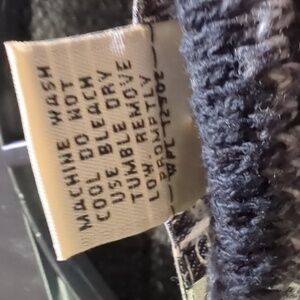 MACHINE WASH
COOL DO NOT
USE BLEACH
TUMBLE DRY
LOW. REMOVE
PROMPTLY